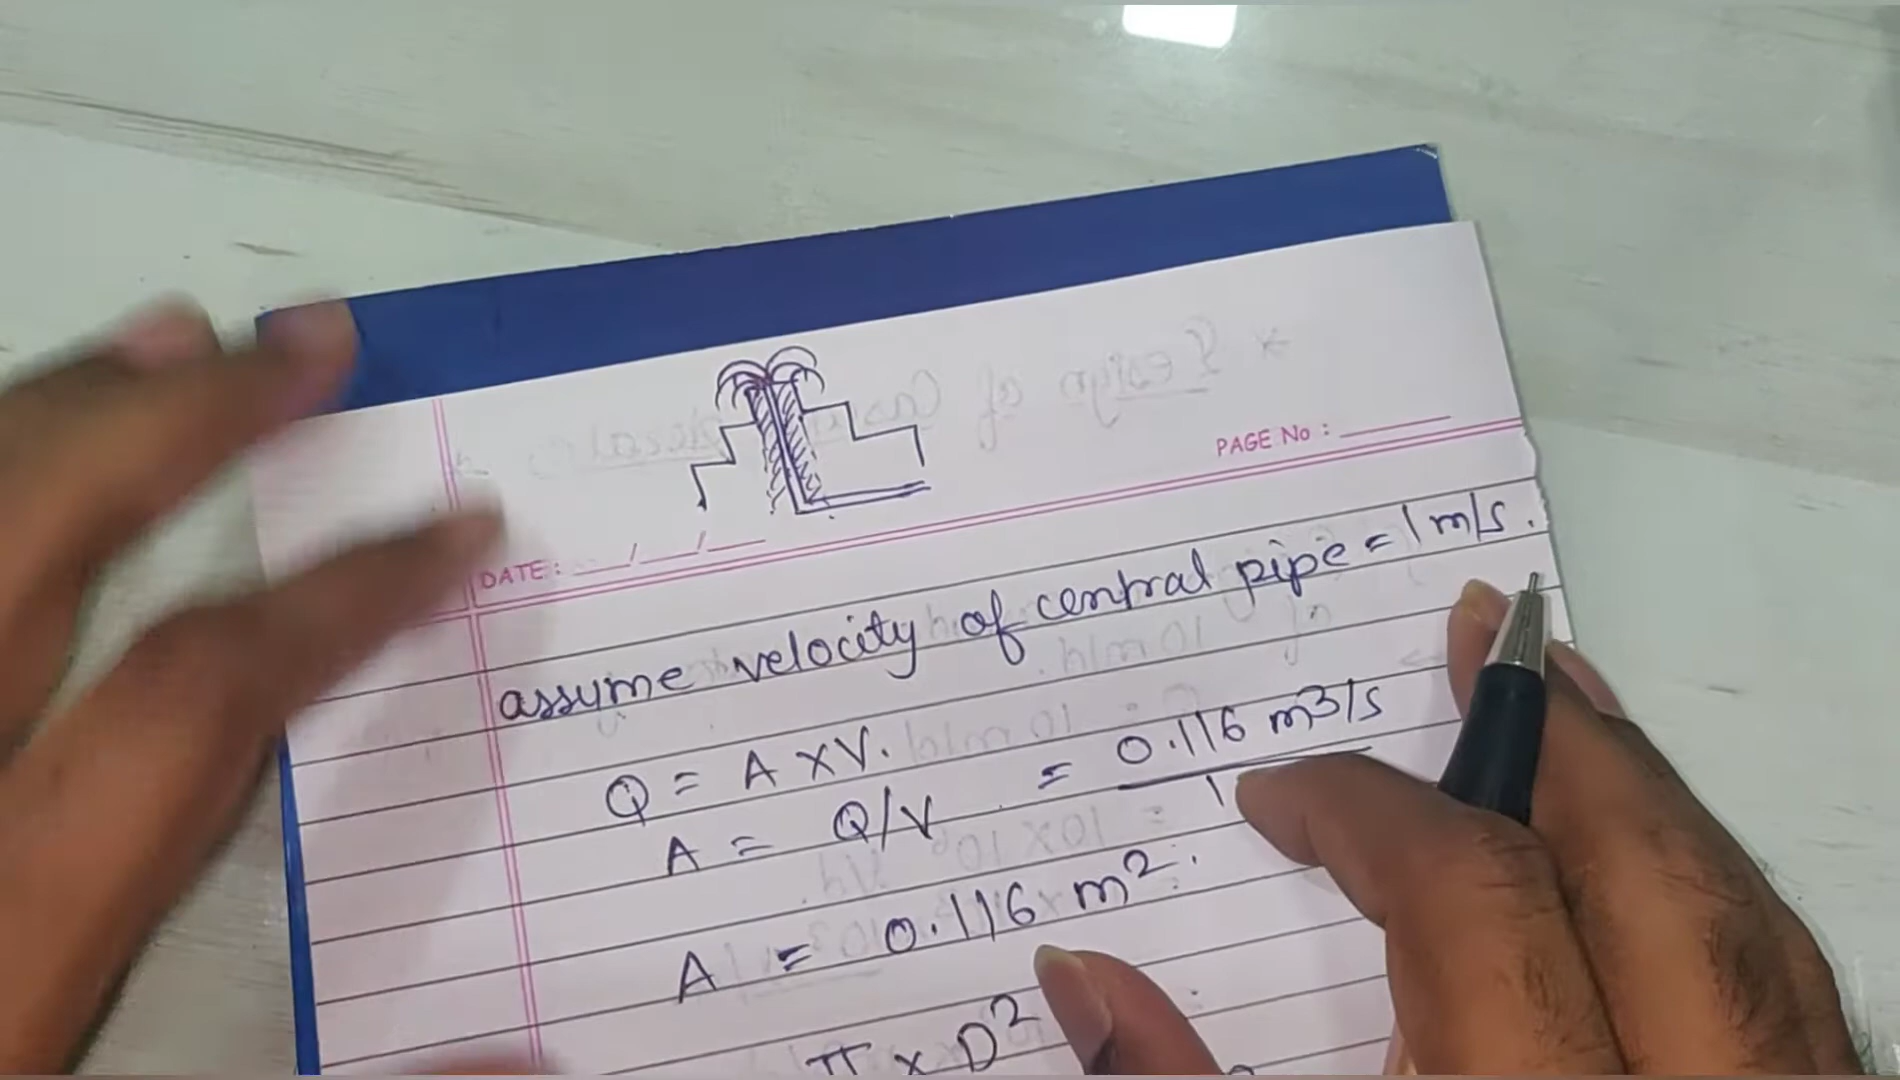 PAGE No : 
DATE : / /
assume velocity of central pipe = 1 m/s.
Q = A x V.
A = Q/V = 0.116 m3/s
1
A = 0.116 m2.
π x D2